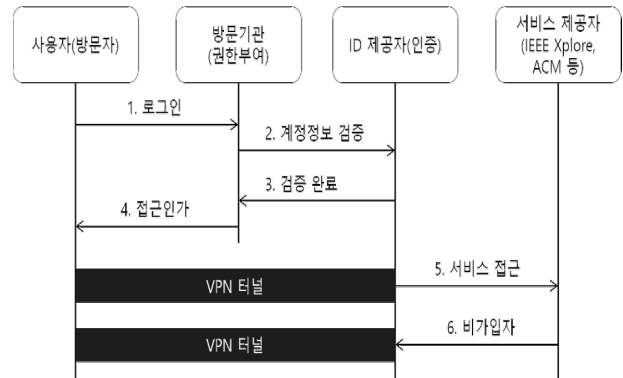 사용자(방문자)
방문기관
(권한부여)
ID 제공자(인증)
서비스 제공자
(IEEE Xplore,
ACM 등)
1. 로그인
2. 계정정보 검증
3. 검증 완료
4. 접근인가
VPN 터널
5. 서비스 접근
VPN 터널
6. 비가입자